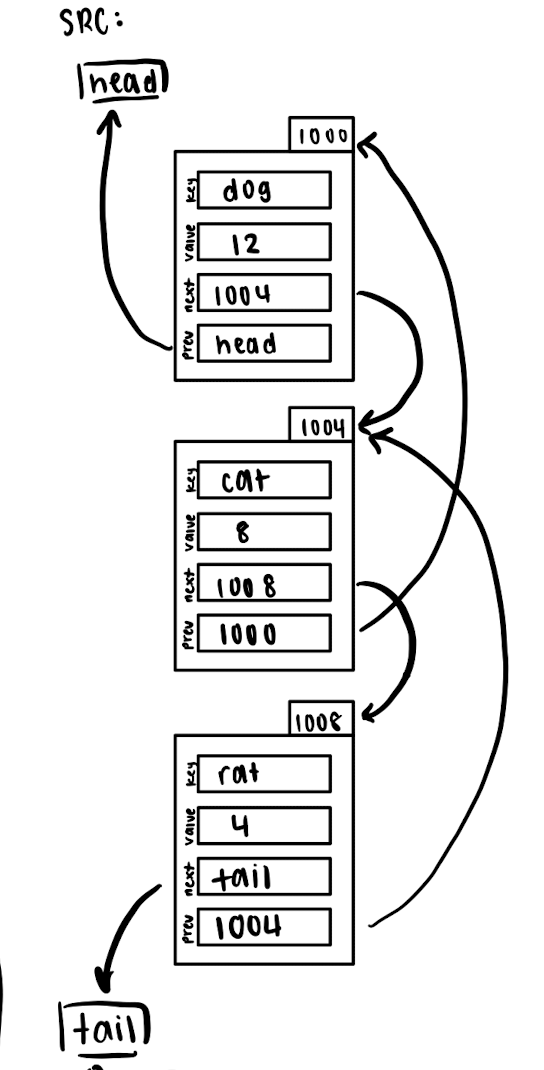 SRC:
head
1000
key dog
value 12
next 1004
prev head
1004
key cat
value 8
next 1008
prev 1000
1008
key rat
value 4
next tail
prev 1004
tail